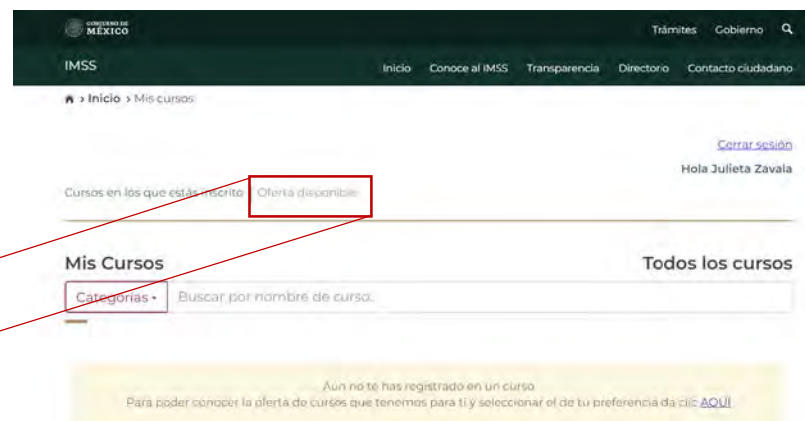 GOBIERNO DE MÉXICO
Trámites Gobierno
IMSS
Inicio Conoce al IMSS Transparencia Directorio Contacto ciudadano
> Inicio > Mis cursos
Cerrar sesión
Hola Julieta Zavala
Cursos en los que estás inscrito Oferta disponible
Mis Cursos Todos los cursos
Categorías Buscar por nombre de curso.
Aún no te has registrado en un curso
Para poder conocer la oferta de cursos que tenemos para ti y seleccionar el de tu preferencia da clic AQUÍ